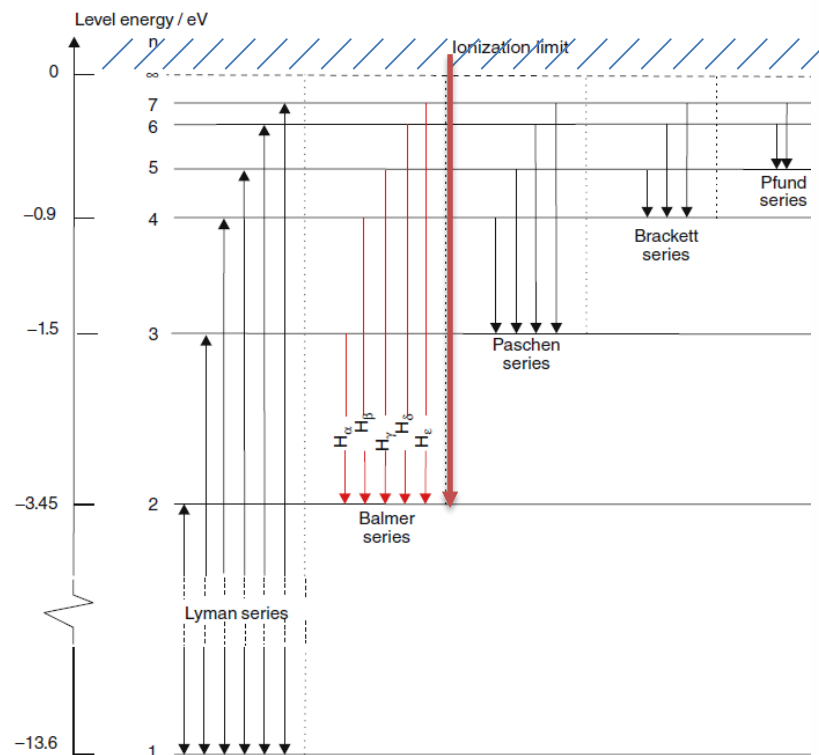 Level energy / eV
n
Ionization limit
0
∞
7
6
5
Pfund
series
−0.9
4
Brackett
series
−1.5
3
Paschen
series
Hα
Hβ
Hγ
Hδ
Hε
−3.45
2
Balmer
series
Lyman series
−13.6
1